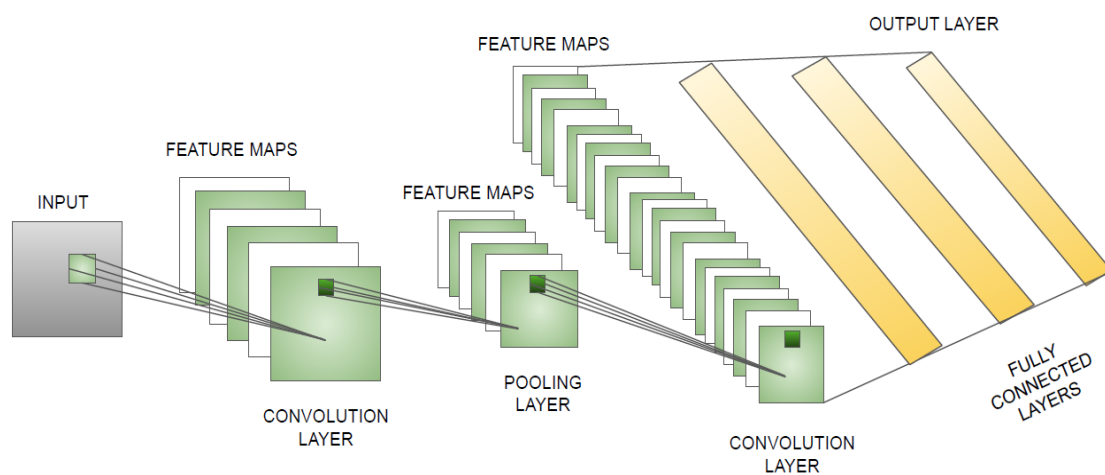 OUTPUT LAYER
FEATURE MAPS
FEATURE MAPS
FEATURE MAPS
INPUT
FULLY
CONNECTED
LAYERS
POOLING
LAYER
CONVOLUTION
LAYER
CONVOLUTION
LAYER